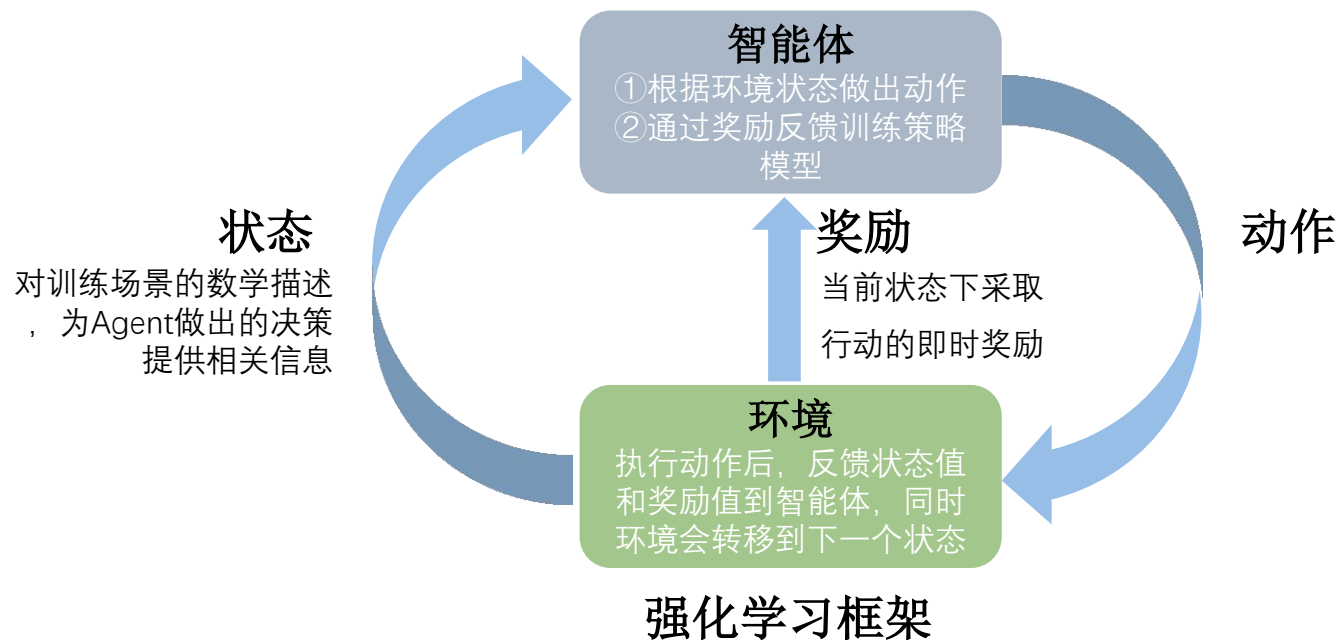 智能体
①根据环境状态做出动作
②通过奖励反馈训练策略
模型
状态
对训练场景的数学描述
，为Agent做出的决策
提供相关信息
奖励
当前状态下采取
行动的即时奖励
动作
环境
执行动作后，反馈状态值
和奖励值到智能体，同时
环境会转移到下一个状态
强化学习框架